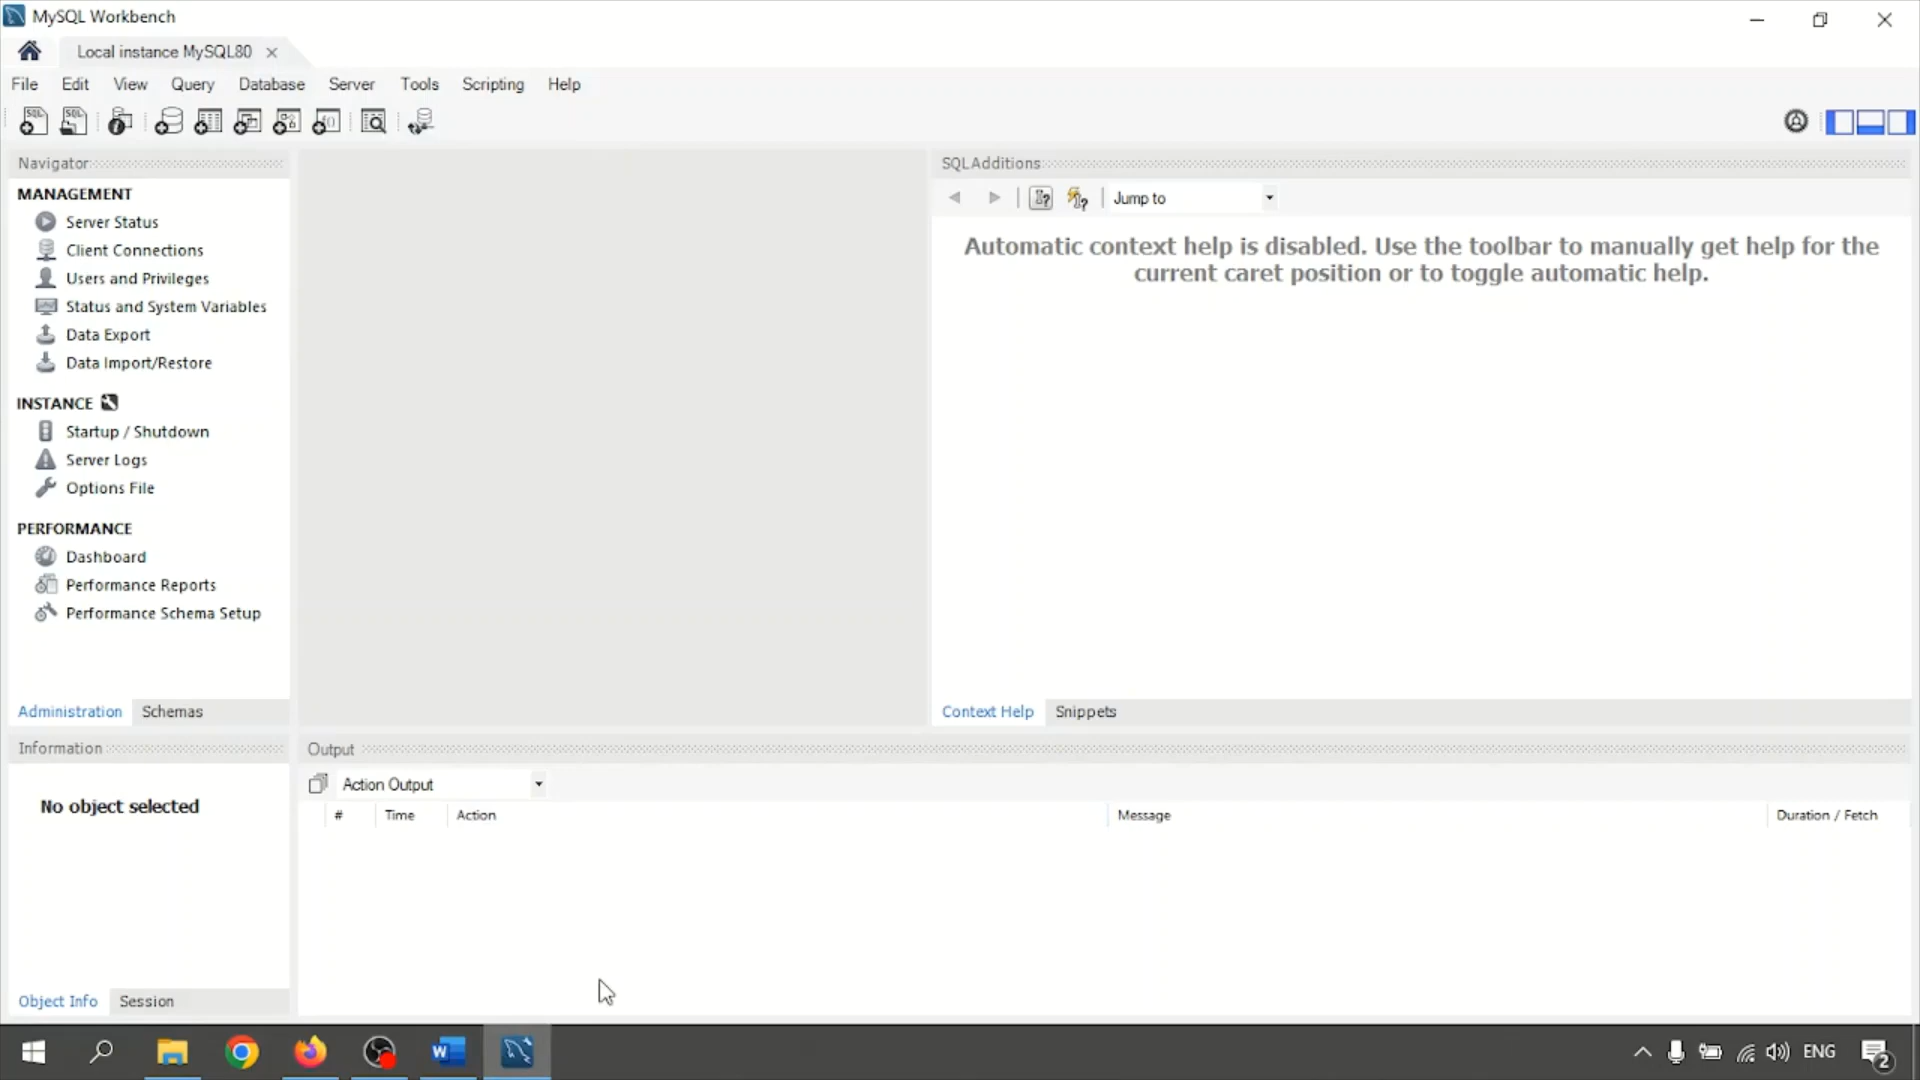 MySQL Workbench
Local instance MySQL80
File Edit View Query Database Server Tools Scripting Help
Navigator
MANAGEMENT
Server Status
Client Connections
Users and Privileges
Status and System Variables
Data Export
Data Import/Restore
INSTANCE
Startup / Shutdown
Server Logs
Options File
PERFORMANCE
Dashboard
Performance Reports
Performance Schema Setup
Administration Schemas
SQLAdditions
Jump to
Automatic context help is disabled. Use the toolbar to manually get help for the
current caret position or to toggle automatic help.
Context Help Snippets
Information
No object selected
Object Info Session
Output
Action Output
# Time Action Message Duration / Fetch
ENG
2